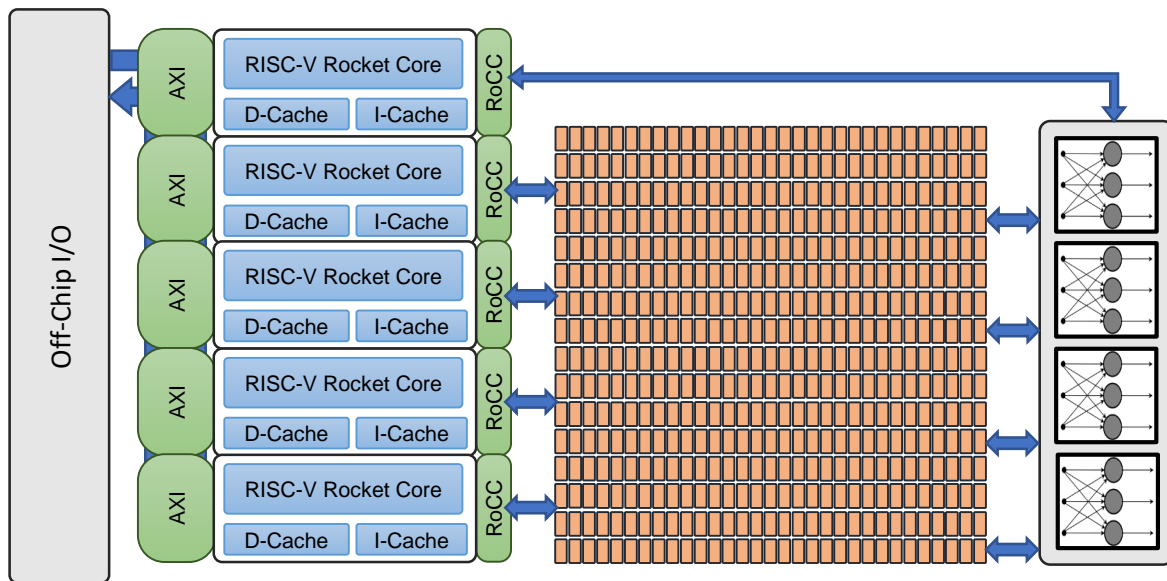 Off-Chip I/O
AXI
RISC-V Rocket Core
D-Cache I-Cache
RoCC
AXI
RISC-V Rocket Core
D-Cache I-Cache
RoCC
AXI
RISC-V Rocket Core
D-Cache I-Cache
RoCC
AXI
RISC-V Rocket Core
D-Cache I-Cache
RoCC
AXI
RISC-V Rocket Core
D-Cache I-Cache
RoCC